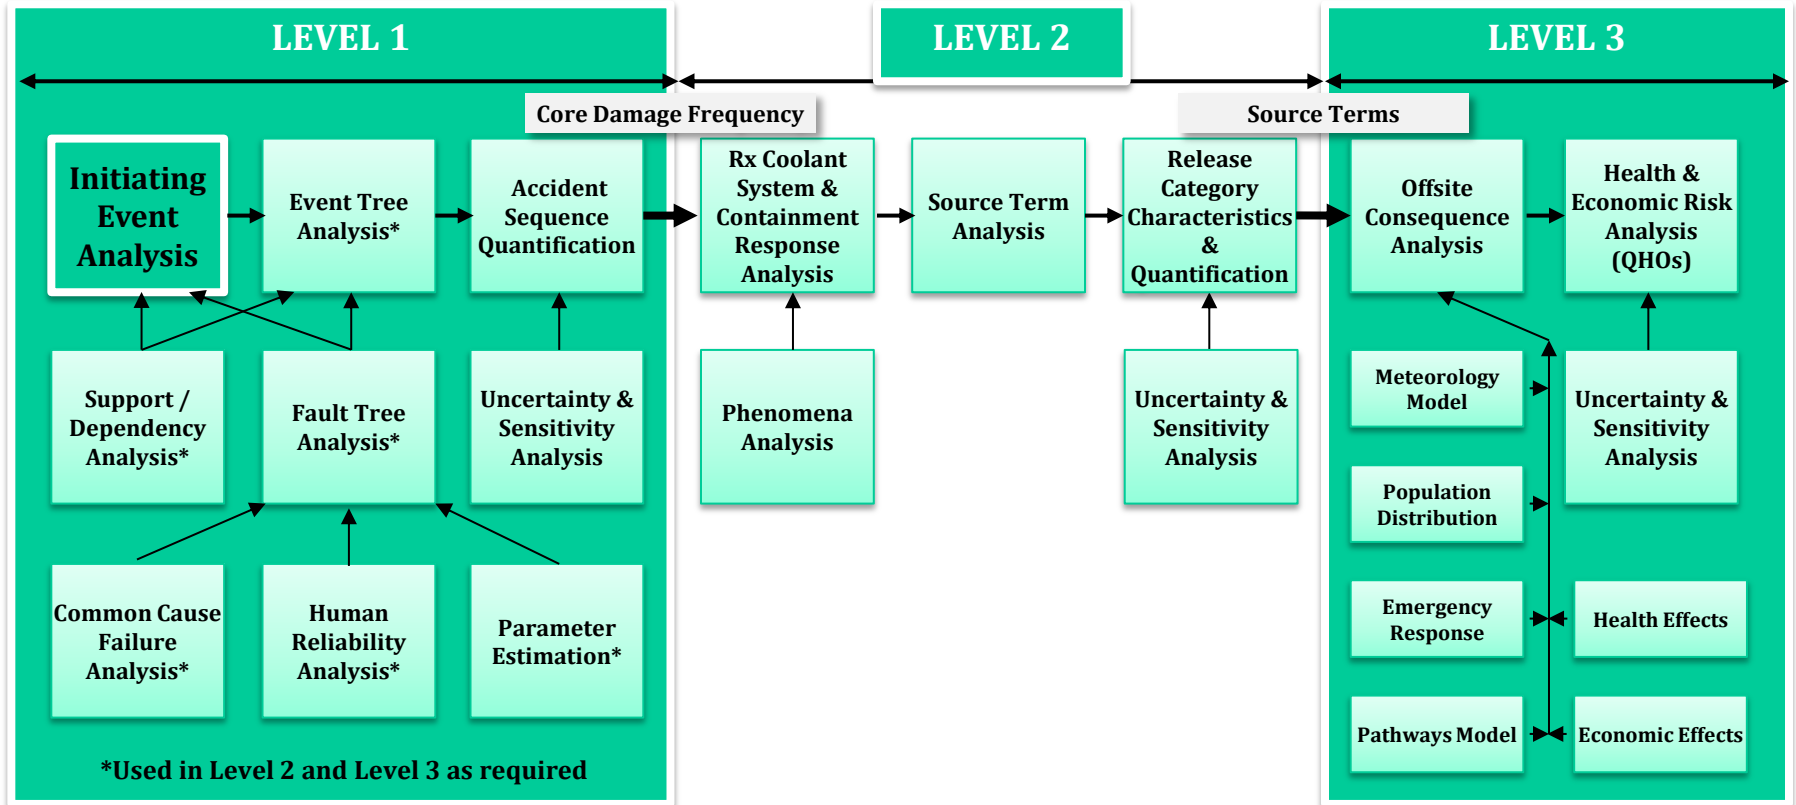 LEVEL 1
LEVEL 2
LEVEL 3
Core Damage Frequency
Source Terms
Initiating
Event
Analysis
Event Tree
Analysis*
Accident
Sequence
Quantification
Rx Coolant
System &
Containment
Response
Analysis
Source Term
Analysis
Release
Category
Characteristics
&
Quantification
Offsite
Consequence
Analysis
Health &
Economic Risk
Analysis
(QHOs)
Support /
Dependency
Analysis*
Fault Tree
Analysis*
Uncertainty &
Sensitivity
Analysis
Phenomena
Analysis
Uncertainty &
Sensitivity
Analysis
Meteorology
Model
Uncertainty &
Sensitivity
Analysis
Population
Distribution
Common Cause
Failure
Analysis*
Human
Reliability
Analysis*
Parameter
Estimation*
Emergency
Response
Health Effects
Pathways Model
Economic Effects
*Used in Level 2 and Level 3 as required